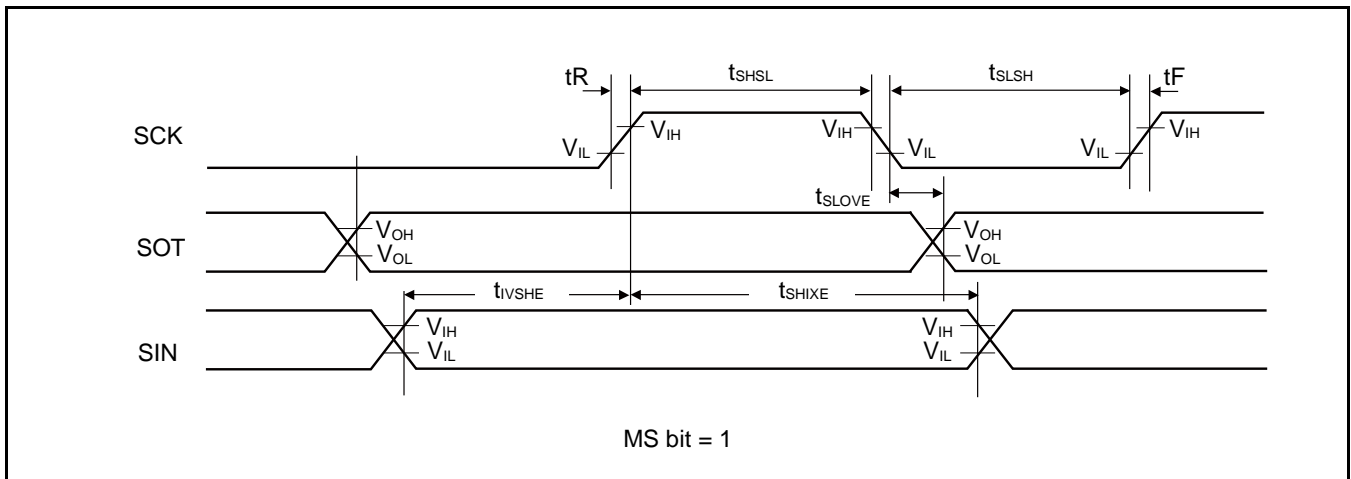 tR tSHSL tSLSH tF
SCK VIH VIH VIH
VIL VIL VIL
tSLOVE
SOT VOH VOH
VOL VOL
tIVSHE tSHIXE
SIN VIH VIH
VIL VIL
MS bit = 1